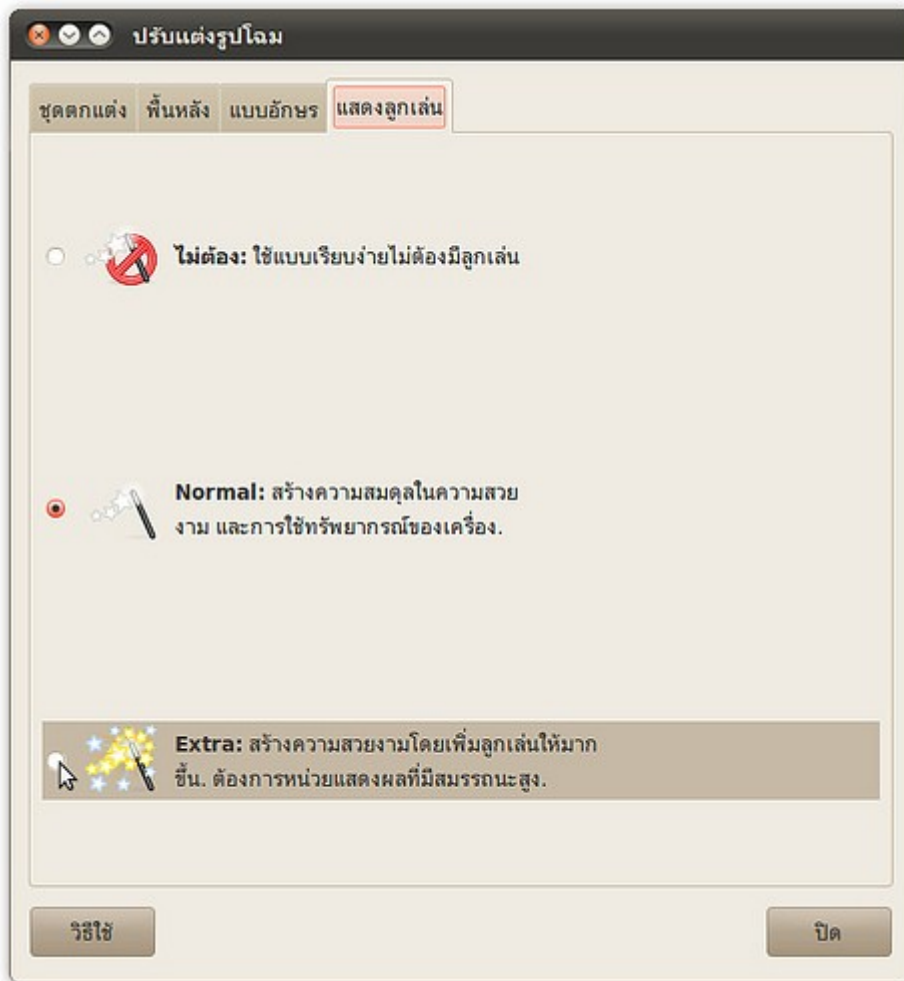 ปรับแต่งรูปโฉม
ชุดตกแต่ง พื้นหลัง แบบอักษร แสดงลูกเล่น
ไม่ต้อง: ใช้แบบเรียบง่ายไม่ต้องมีลูกเล่น
Normal: สร้างความสมดุลในความสวย
งาม และการใช้ทรัพยากรณ์ของเครื่อง.
Extra: สร้างความสวยงามโดยเพิ่มลูกเล่นให้มาก
ขึ้น. ต้องการหน่วยแสดงผลที่มีสมรรถนะสูง.
วิธีใช้ ปิด